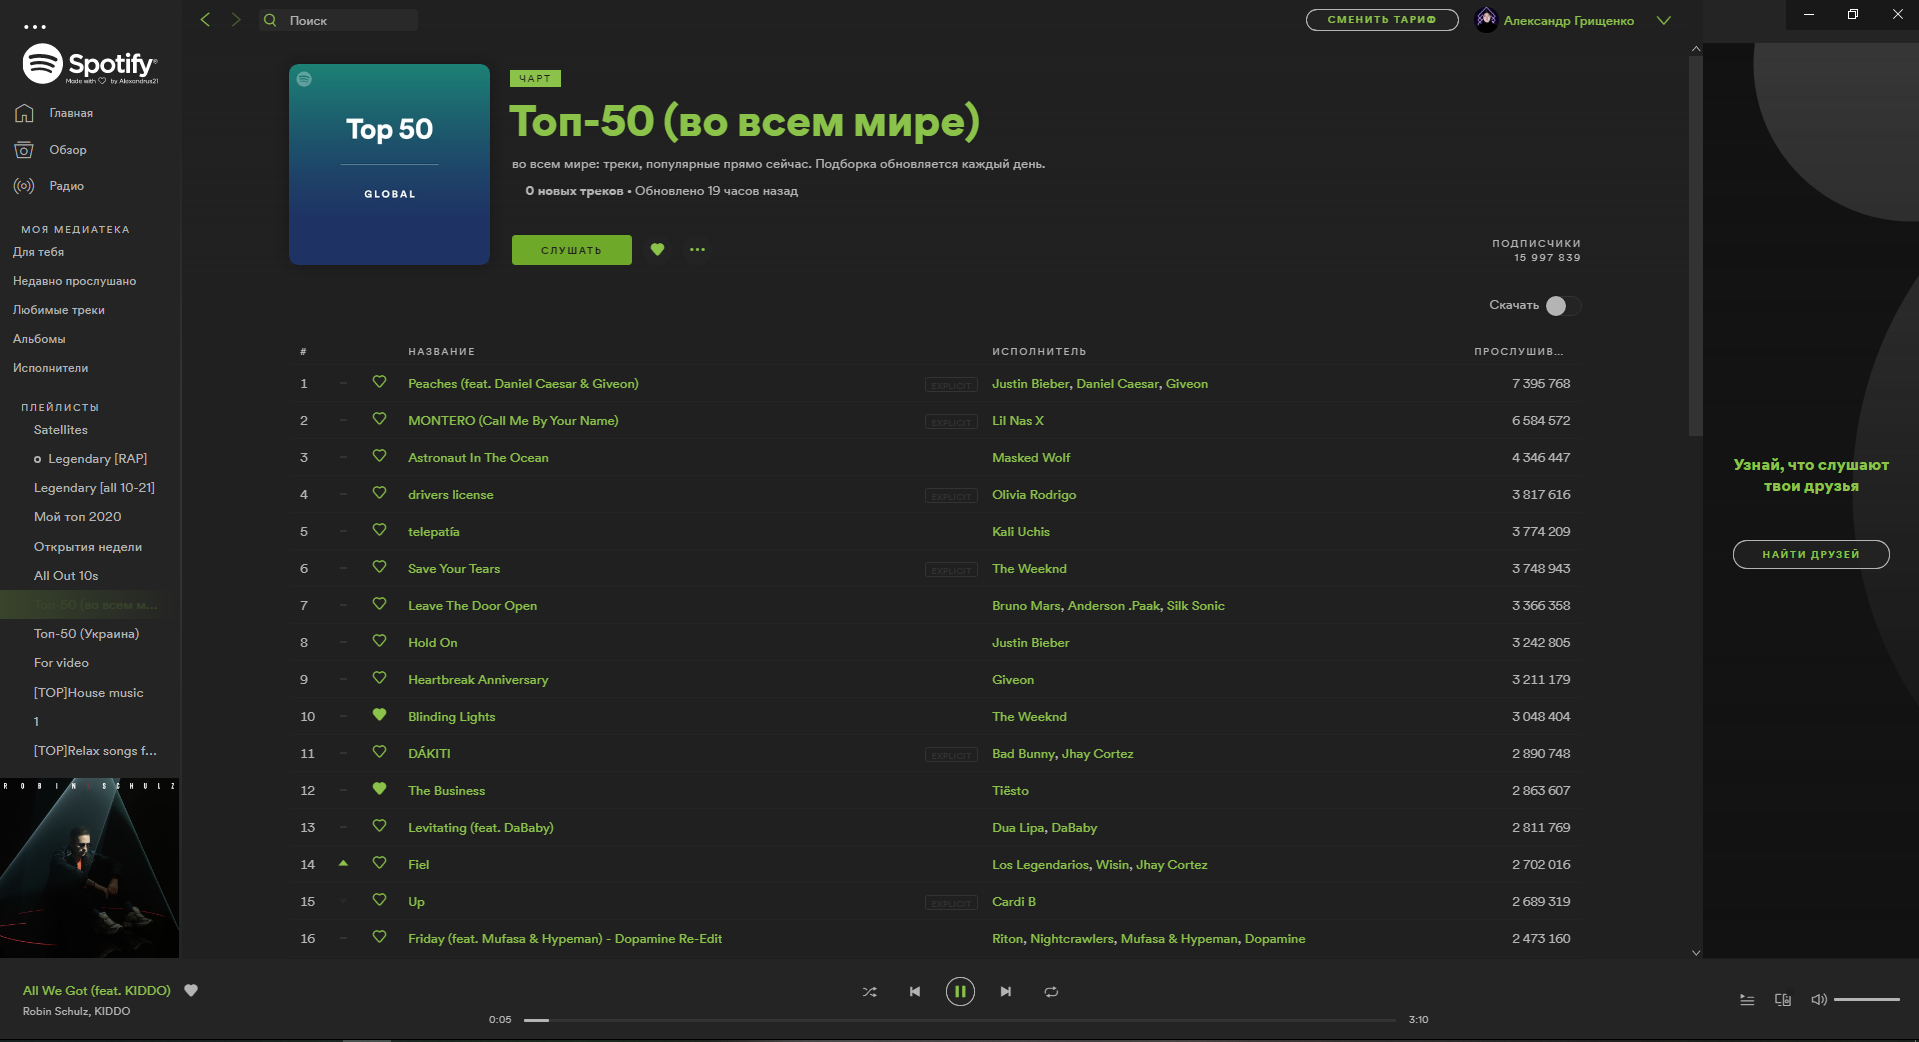 Поиск
СМЕНИТЬ ТАРИФ
Александр Грищенко
Spotify®
Made with ♡ by Alexandrus21
Главная
Обзор
Радио
МОЯ МЕДИАТЕКА
Для тебя
Недавно прослушано
Любимые треки
Альбомы
Исполнители
ПЛЕЙЛИСТЫ
Satellites
Legendary [RAP]
Legendary [all 10-21]
Мой топ 2020
Открытия недели
All Out 10s
Топ-50 (во всем м...
Топ-50 (Украина)
For video
[TOP]House music
1
[TOP]Relax songs f...
ROBIN SCHULZ
Top 50
GLOBAL
ЧАРТ
Топ-50 (во всем мире)
во всем мире: треки, популярные прямо сейчас. Подборка обновляется каждый день.
0 новых треков • Обновлено 19 часов назад
СЛУШАТЬ
ПОДПИСЧИКИ
15 997 839
Скачать
# НАЗВАНИЕ ИСПОЛНИТЕЛЬ ПРОСЛУШИВ...
1 Peaches (feat. Daniel Caesar & Giveon) EXPLICIT Justin Bieber, Daniel Caesar, Giveon 7 395 768
2 MONTERO (Call Me By Your Name) EXPLICIT Lil Nas X 6 584 572
3 Astronaut In The Ocean Masked Wolf 4 346 447
4 drivers license EXPLICIT Olivia Rodrigo 3 817 616
5 telepatía Kali Uchis 3 774 209
6 Save Your Tears EXPLICIT The Weeknd 3 748 943
7 Leave The Door Open Bruno Mars, Anderson .Paak, Silk Sonic 3 366 358
8 Hold On Justin Bieber 3 242 805
9 Heartbreak Anniversary Giveon 3 211 179
10 Blinding Lights The Weeknd 3 048 404
11 DÁKITI EXPLICIT Bad Bunny, Jhay Cortez 2 890 748
12 The Business Tiësto 2 863 607
13 Levitating (feat. DaBaby) Dua Lipa, DaBaby 2 811 769
14 Fiel Los Legendarios, Wisin, Jhay Cortez 2 702 016
15 Up EXPLICIT Cardi B 2 689 319
16 Friday (feat. Mufasa & Hypeman) - Dopamine Re-Edit Riton, Nightcrawlers, Mufasa & Hypeman, Dopamine 2 473 160
Узнай, что слушают
твои друзья
НАЙТИ ДРУЗЕЙ
All We Got (feat. KIDDO)
Robin Schulz, KIDDO
0:05
3:10